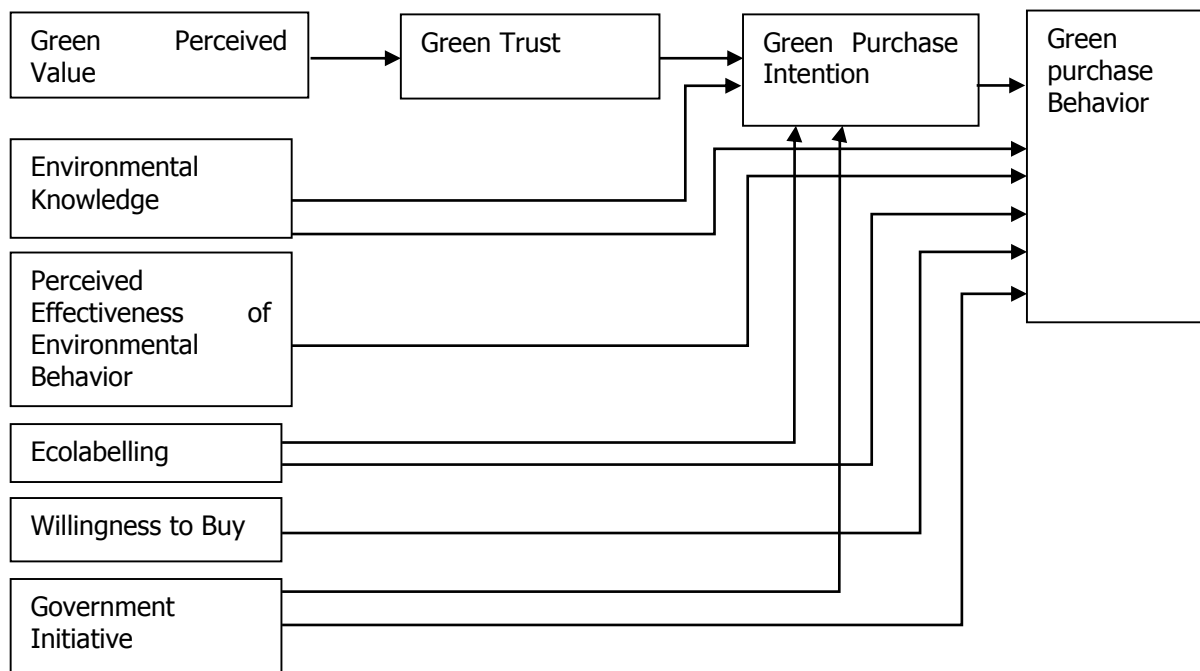 Green Perceived
Value
Green Trust
Green Purchase
Intention
Green
purchase
Behavior
Environmental
Knowledge
Perceived
Effectiveness of
Environmental
Behavior
Ecolabelling
Willingness to Buy
Government
Initiative